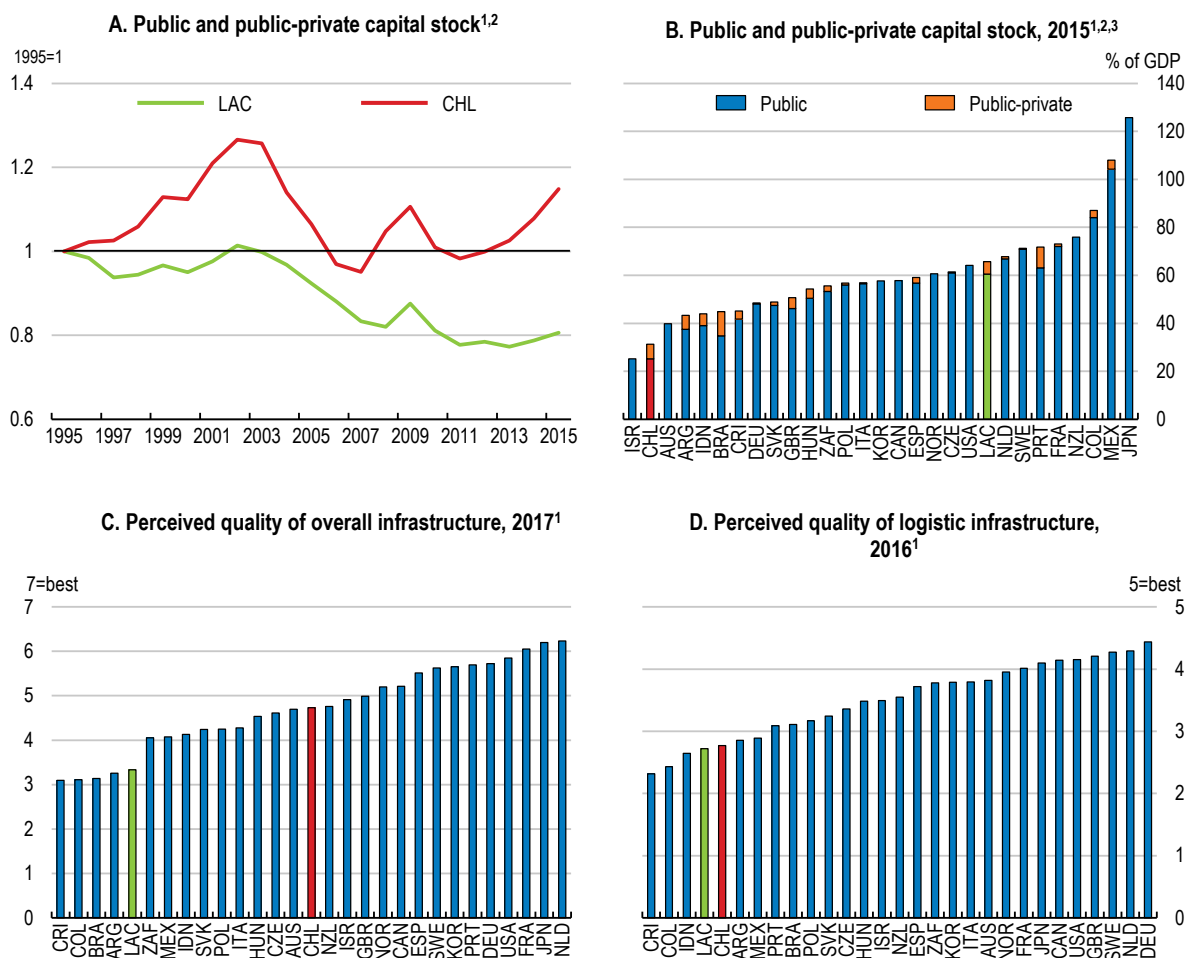 A. Public and public-private capital stock1,2
1995=1
1.4
1.2
1
0.8
0.6
LAC
CHL
1995 1997 1999 2001 2003 2005 2007 2009 2011 2013 2015
B. Public and public-private capital stock, 20151,2,3
% of GDP
140
120
100
80
60
40
20
0
Public
Public-private
ISR CHL AUS ARG IDN BRA CRI DEU SVK GBR HUN ZAF POL ITA KOR CAN ESP NOR CZE USA LAC NLD SWE PRT FRA NZL COL MEX JPN
C. Perceived quality of overall infrastructure, 20171
7=best
7
6
5
4
3
2
1
0
CRI COL BRA ARG LAC ZAF MEX IDN SVK POL ITA HUN CZE AUS CHL NZL ISR GBR NOR CAN ESP SWE KOR PRT DEU USA FRA JPN NLD
D. Perceived quality of logistic infrastructure,
20161
5=best
5
4
3
2
1
0
CRI COL IDN LAC CHL ARG MEX PRT BRA POL SVK CZE HUN ISR NZL ESP ZAF KOR ITA AUS NOR FRA JPN CAN USA GBR SWE NLD DEU